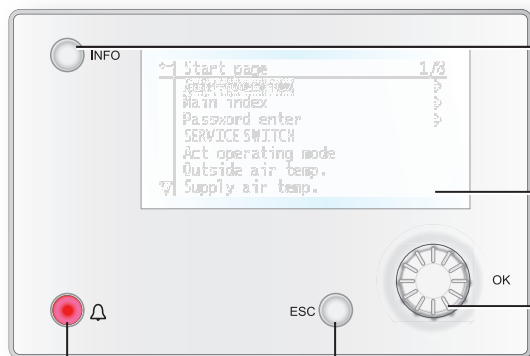 INFO
Start page 1/8
Main index
Password enter
SERVICE SWITCH
Act operating mode
Outside air temp.
Supply air temp.
OK
ESC